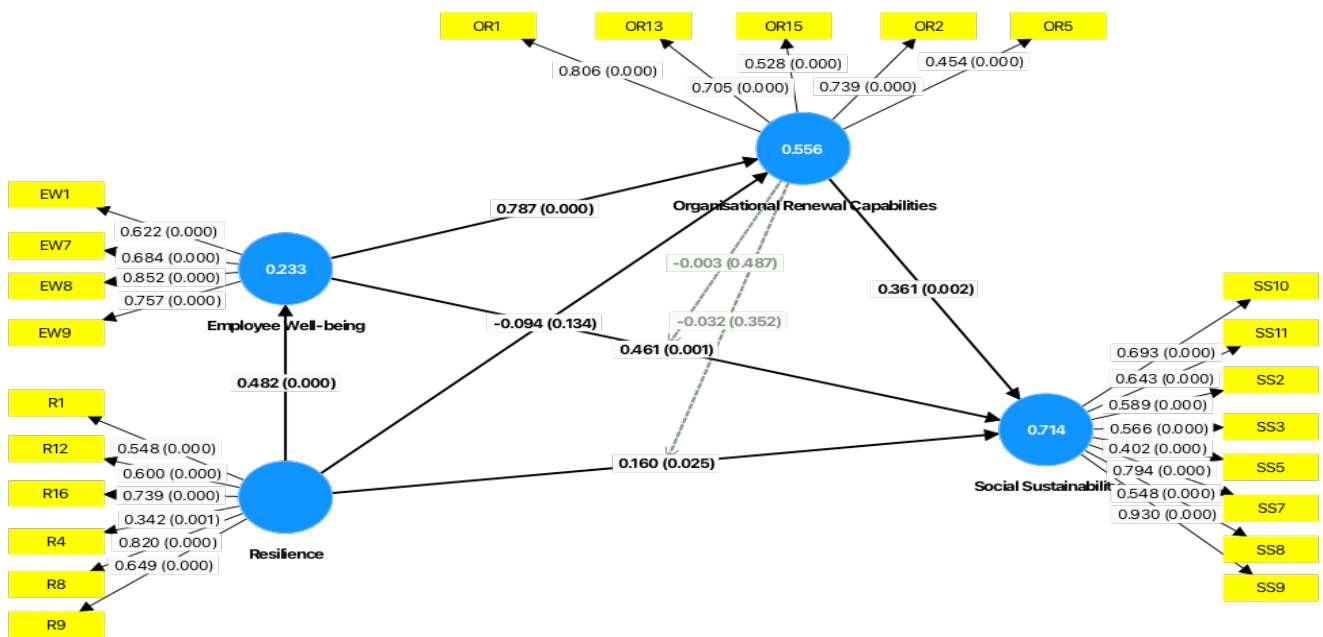 OR1
OR13
OR15
OR2
OR5
0.806 (0.000)
0.705 (0.000)
0.528 (0.000)
0.739 (0.000)
0.454 (0.000)
0.556
Organisational Renewal Capabilities
EW1
EW7
EW8
EW9
0.622 (0.000)
0.684 (0.000)
0.852 (0.000)
0.757 (0.000)
0.233
Employee Well-being
0.787 (0.000)
-0.003 (0.487)
0.361 (0.002)
-0.094 (0.134)
-0.032 (0.352)
0.461 (0.001)
0.482 (0.000)
0.160 (0.025)
R1
R12
R16
R4
R8
R9
0.548 (0.000)
0.600 (0.000)
0.739 (0.000)
0.342 (0.001)
0.820 (0.000)
0.649 (0.000)
Resilience
0.714
Social Sustainabilit
0.693 (0.000)
0.643 (0.000)
0.589 (0.000)
0.566 (0.000)
0.402 (0.000)
0.794 (0.000)
0.548 (0.000)
0.930 (0.000)
SS10
SS11
SS2
SS3
SS5
SS7
SS8
SS9